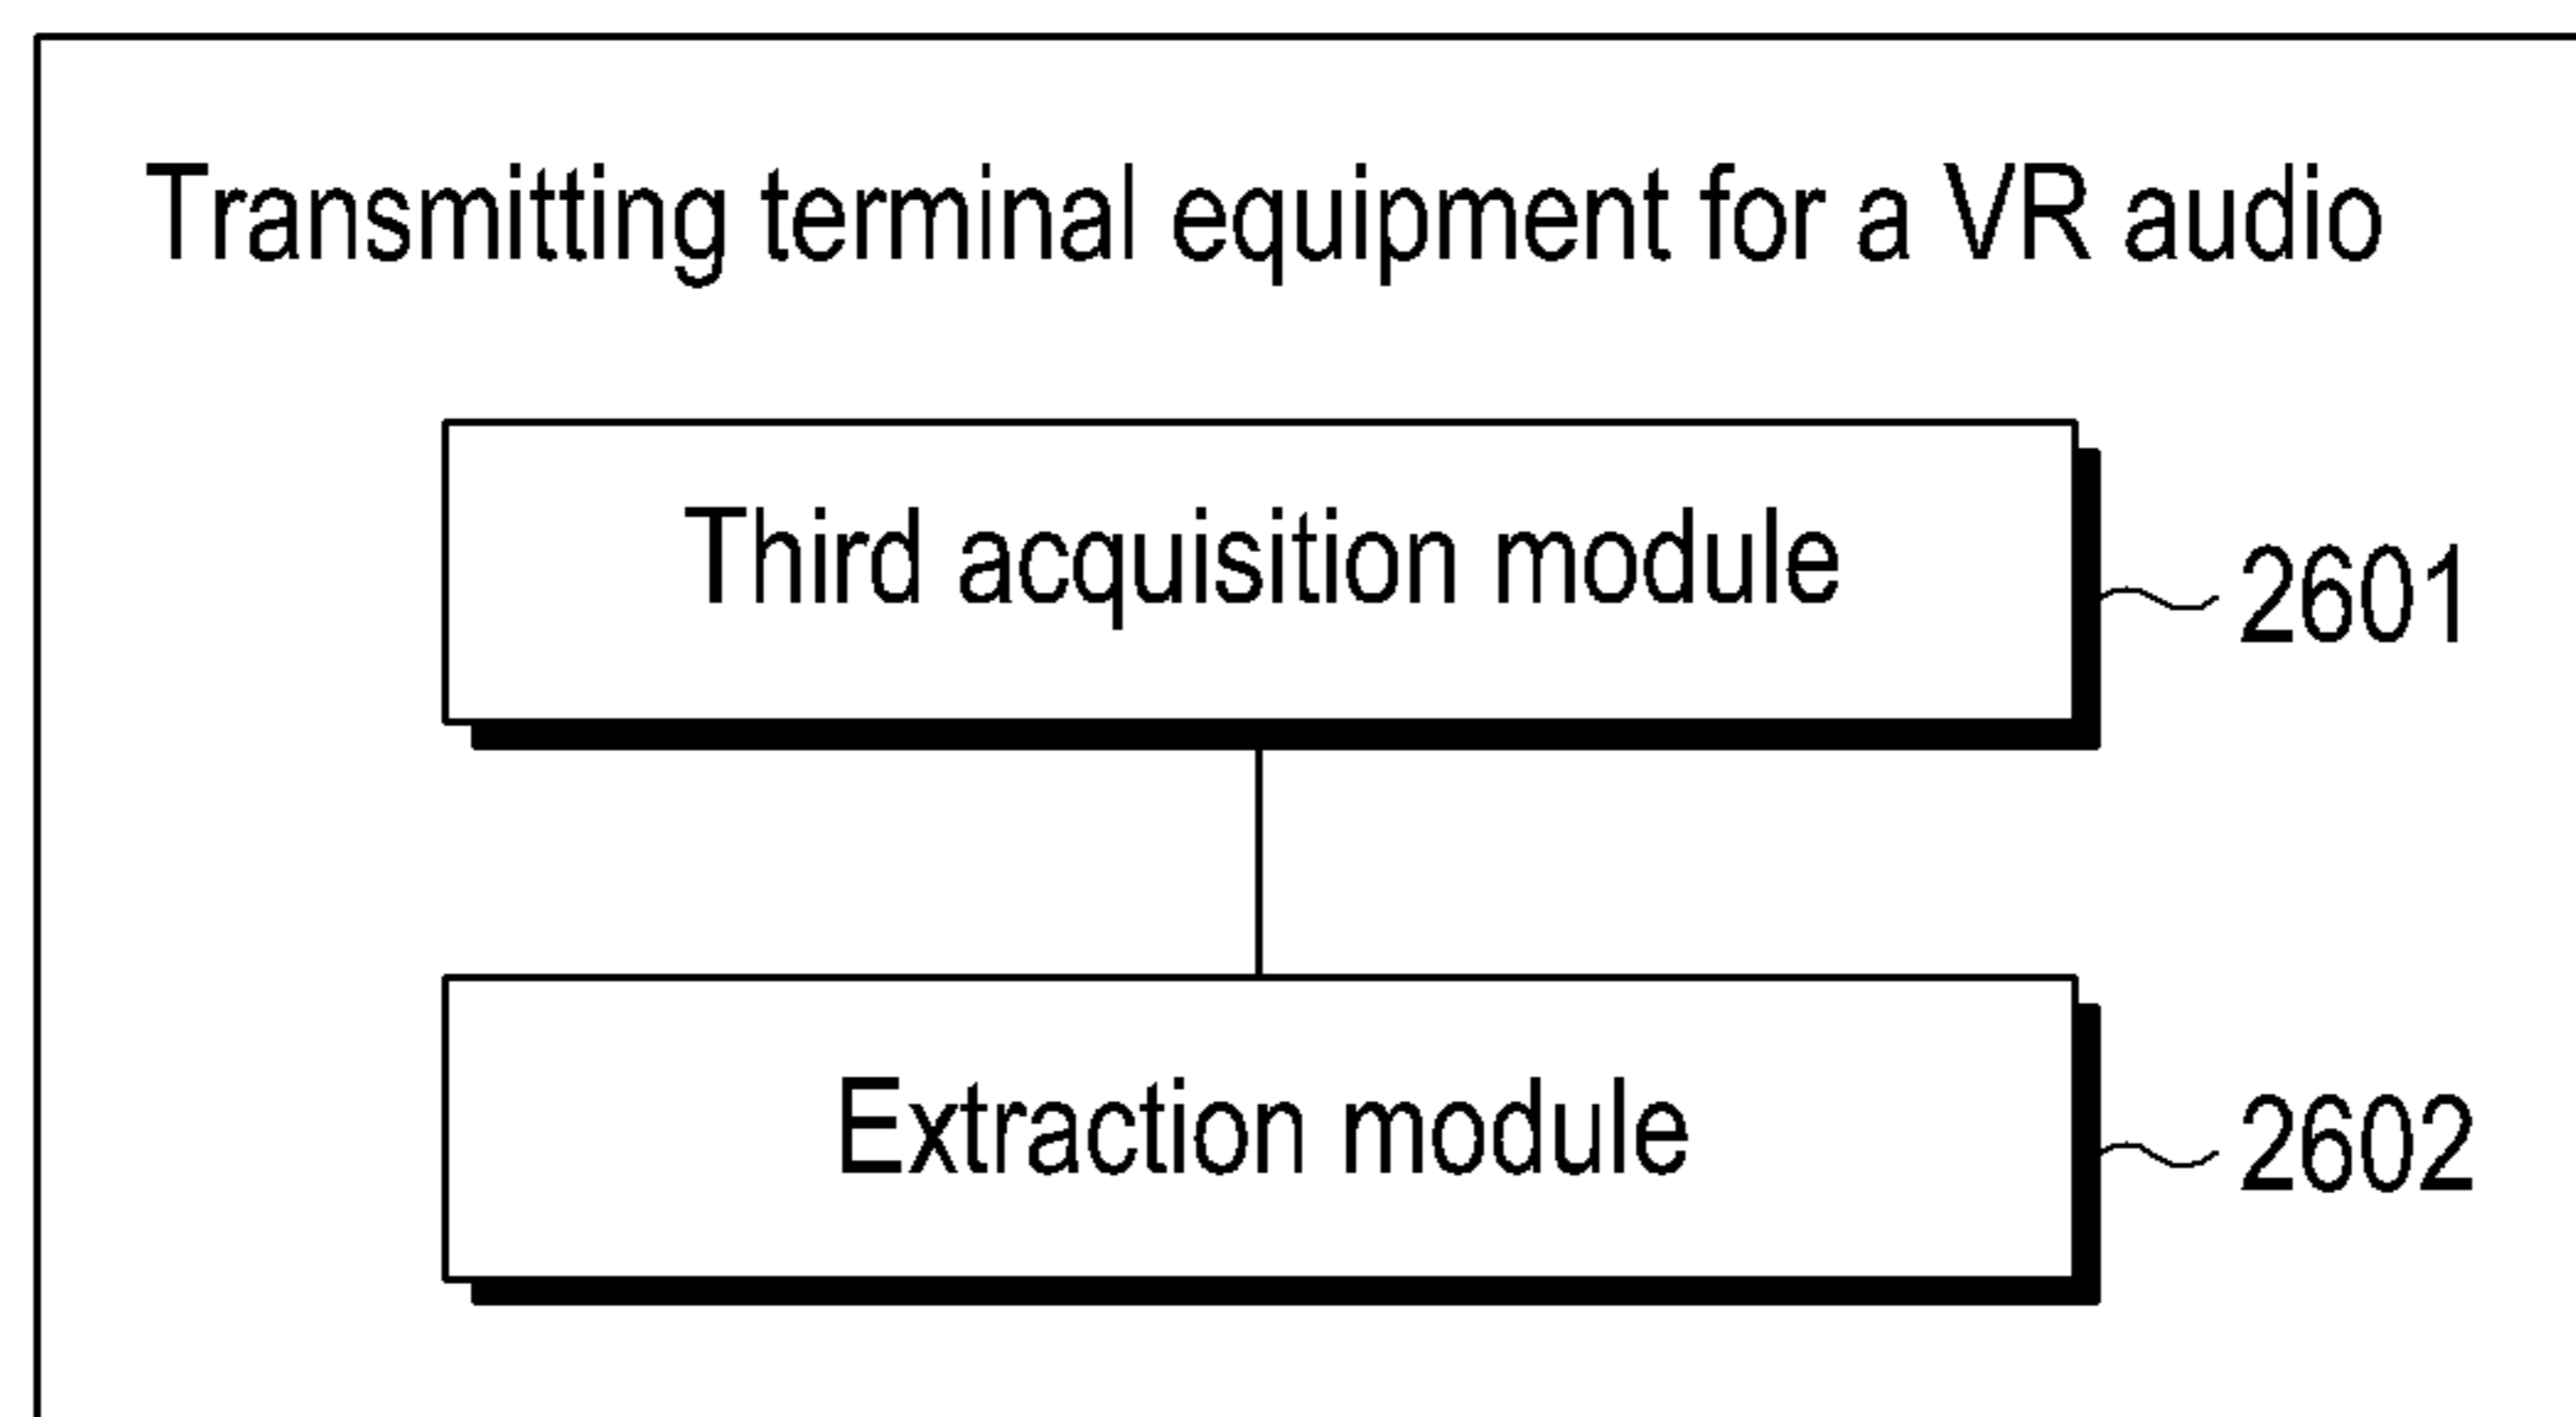 Transmitting terminal equipment for a VR audio
Third acquisition module
2601
Extraction module
2602